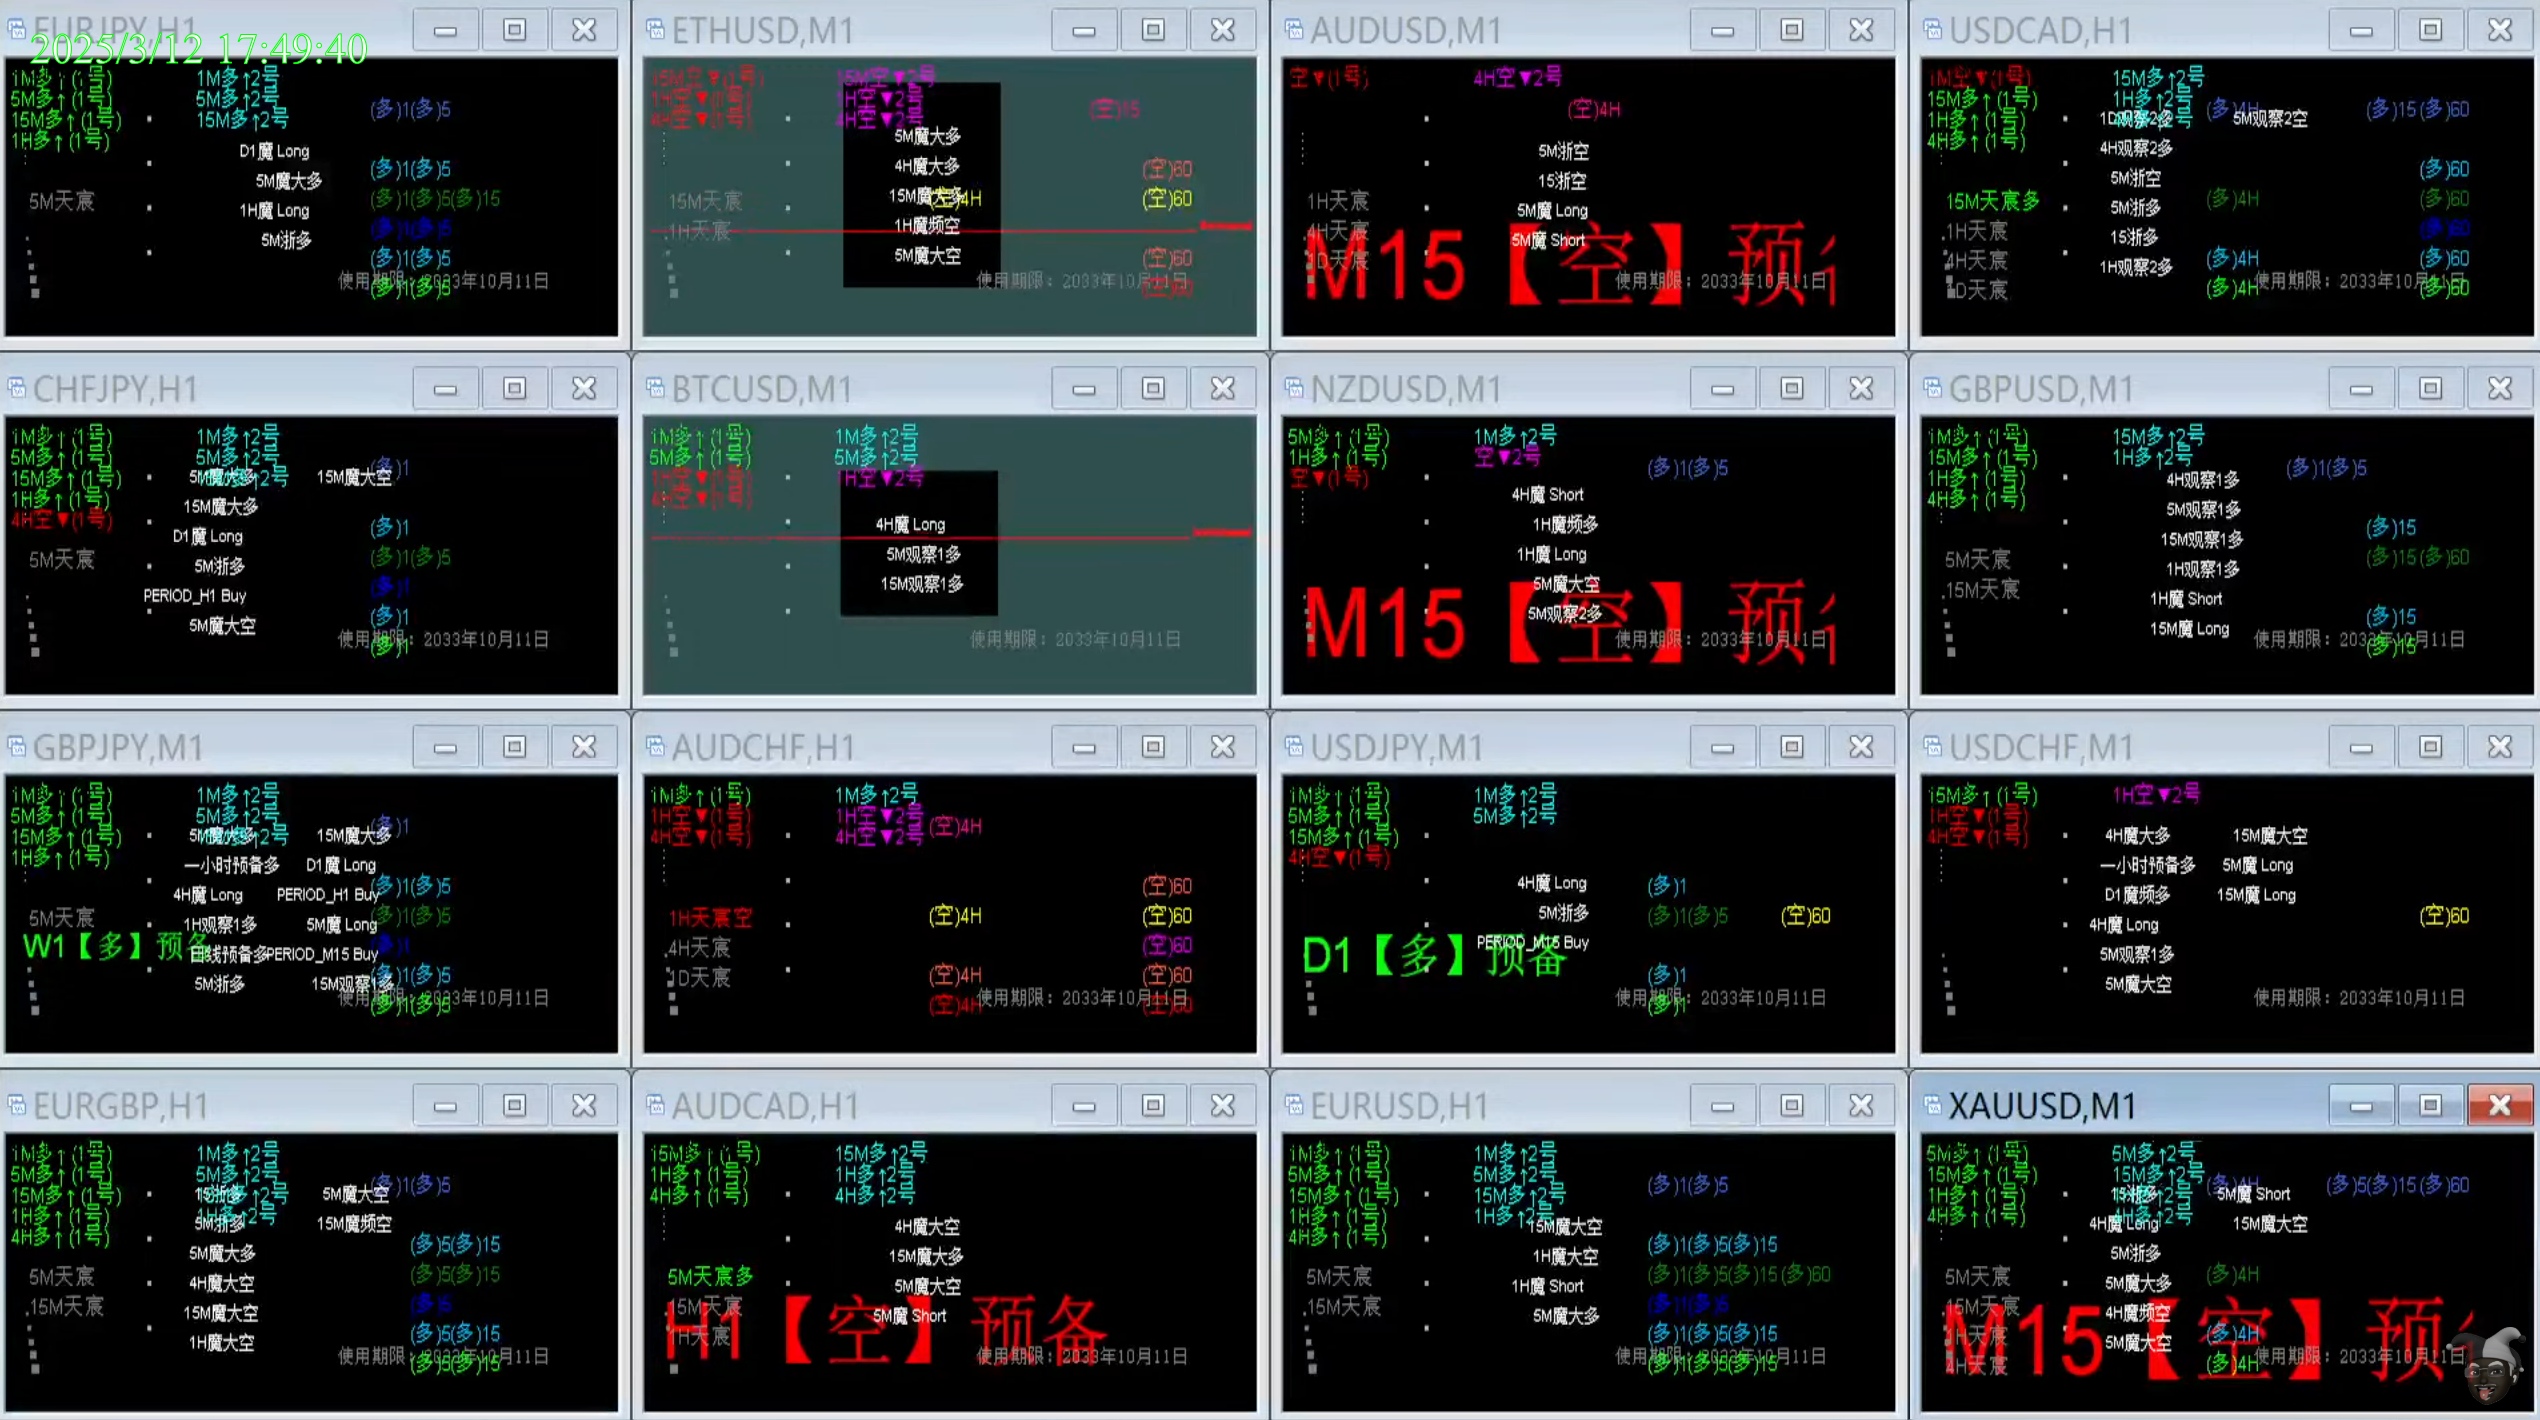 EURJPY,H1
2025/3/12 17:49:40
1M多↑(1号) 1M多↑2号
5M多↑(1号) 5M多↑2号 (多)1(多)5
15M多↑(1号) 15M多↑2号
1H多↑(1号)
D1魔 Long
(多)1(多)5
5M魔大多
5M天宸 (多)1(多)5(多)15
1H魔 Long
(多)1(多)5
5M浙多
(多)1(多)5
使用期限：2033年10月11日
(多)1(多)5
ETHUSD,M1
15M空▼(1号) 15M空▼2号
1H空▼(1号) 1H空▼2号 (空)15
4H空▼(1号) 4H空▼2号
5M魔大多
4H魔大多 (空)60
15M魔大多 (空)4H (空)60
15M天宸
1H天宸 1H魔频空
5M魔大空 (空)60
使用期限：2033年10月11日
(空)60
AUDUSD,M1
空▼(1号) 4H空▼2号
(空)4H
5M浙空
15浙空
1H天宸
5M魔 Long
4H天宸 5M魔 Short
1D天宸
M15【空】预
使用期限：2033年10月11日
USDCAD,H1
1M空▼(1号) 15M多↑2号
15M多↑(1号) 1H多↑2号 (多)4H (多)15(多)60
1H多↑(1号) 4H多↑2号 1D观察2多 5M观察2空
4H多↑(1号) 4H观察2多
5M浙空 (多)60
15M天宸多 5M浙多 (多)4H (多)60
1H天宸 15浙多 (多)60
4H天宸 1H观察2多 (多)4H (多)60
1D天宸 (多)4H (多)60
使用期限：2033年10月11日
CHFJPY,H1
1M多↑(1号) 1M多↑2号
5M多↑(1号) 5M多↑2号 (多)1
15M多↑(1号) 15M多↑2号 5M魔大多 15M魔大空
1H多↑(1号) 15M魔大多
4H空▼(1号) (多)1
D1魔 Long
5M天宸 5M浙多 (多)1(多)5
(多)1
PERIOD_H1 Buy
5M魔大空 (多)1
使用期限：2033年10月11日
(多)1
BTCUSD,M1
1M多↑(1号) 1M多↑2号
5M多↑(1号) 5M多↑2号
1H空▼(1号) 1H空▼2号
4H空▼(1号)
4H魔 Long
5M观察1多
15M观察1多
使用期限：2033年10月11日
NZDUSD,M1
5M多↑(1号) 1M多↑2号
1H多↑(1号) 空▼2号 (多)1(多)5
空▼(1号)
4H魔 Short
1H魔频多
1H魔 Long
5M魔大空
5M观察2多
M15【空】预
使用期限：2033年10月11日
GBPUSD,M1
1M多↑(1号) 15M多↑2号
15M多↑(1号) 1H多↑2号 (多)1(多)5
1H多↑(1号) 4H观察1多
4H多↑(1号) 5M观察1多
(多)15
15M观察1多
5M天宸 1H观察1多 (多)15(多)60
15M天宸
1H魔 Short
15M魔 Long (多)15
使用期限：2033年10月11日
(多)15
GBPJPY,M1
1M多↑(1号) 1M多↑2号
5M多↑(1号) 5M多↑2号 (多)1
15M多↑(1号) 15M多↑2号 5M魔大多 15M魔大多
1H多↑(1号) 一小时预备多 D1魔 Long
4H魔 Long PERIOD_H1 Buy (多)1(多)5
5M天宸 1H观察1多 5M魔 Long (多)1(多)5
W1【多】预备 日线预备多 PERIOD_M15 Buy (多)1
5M浙多 15M观察1多 (多)1(多)5
使用期限：2033年10月11日
(多)1(多)5
AUDCHF,H1
1M多↑(1号) 1M多↑2号
1H空▼(1号) 1H空▼2号 (空)4H
4H空▼(1号) 4H空▼2号
(空)60
1H天宸空 (空)4H (空)60
4H天宸 (空)60
1D天宸 (空)4H (空)60
使用期限：2033年10月11日
(空)4H (空)60
USDJPY,M1
1M多↑(1号) 1M多↑2号
5M多↑(1号) 5M多↑2号
15M多↑(1号)
4H空▼(1号)
4H魔 Long (多)1
5M浙多 (多)1(多)5 (空)60
PERIOD_M15 Buy
D1【多】预备
(多)1
使用期限：2033年10月11日
(多)1
USDCHF,M1
15M多↑(1号) 1H空▼2号
1H空▼(1号)
4H空▼(1号) 4H魔大多 15M魔大空
一小时预备多 5M魔 Long
D1魔频多 15M魔 Long
4H魔 Long (空)60
5M观察1多
5M魔大空
使用期限：2033年10月11日
EURGBP,H1
1M多↑(1号) 1M多↑2号
5M多↑(1号) 5M多↑2号 (多)1(多)5
15M多↑(1号) 15M多↑2号 15浙多 5M魔大空
1H多↑(1号) 1H多↑2号 5M浙多 15M魔频空
4H多↑(1号) (多)5(多)15
5M魔大多
5M天宸 4H魔大空 (多)5(多)15
15M天宸 15M魔大空 (多)5
1H魔大空 (多)5(多)15
使用期限：2033年10月11日
(多)5(多)15
AUDCAD,H1
15M多↑(1号) 15M多↑2号
1H多↑(1号) 1H多↑2号
4H多↑(1号) 4H多↑2号
4H魔大空
15M魔大多
5M天宸多 5M魔大空
15M天宸 5M魔 Short
1H天宸
H1【空】预备
使用期限：2033年10月11日
EURUSD,H1
1M多↑(1号) 1M多↑2号
5M多↑(1号) 5M多↑2号 (多)1(多)5
15M多↑(1号) 15M多↑2号
1H多↑(1号) 1H多↑2号 15M魔大空
4H多↑(1号) (多)1(多)5(多)15
1H魔大空
5M天宸 1H魔 Short (多)1(多)5(多)15(多)60
15M天宸 5M魔大多 (多)1(多)5
(多)1(多)5(多)15
使用期限：2033年10月11日
(多)1(多)5(多)15
XAUUSD,M1
5M多↑(1号) 5M多↑2号
15M多↑(1号) 15M多↑2号 (多)4H (多)5(多)15(多)60
1H多↑(1号) 1H多↑2号 15浙多 5M魔 Short
4H多↑(1号) 4H多↑2号 4H魔 Long 15M魔大空
5M浙多
5M天宸 5M魔大多 (多)4H
15M天宸 4H魔频空
1H天宸 5M魔大空 (多)4H
4H天宸 (多)4H
M15【空】预
使用期限：2033年10月11日